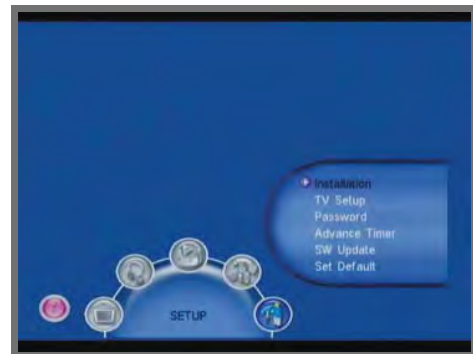 Installation
TV Setup
Password
Advance Timer
SW Update
Set Default
SETUP